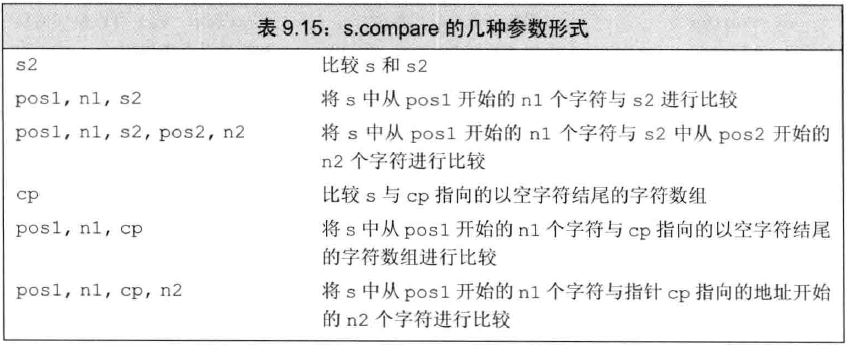 表 9.15：s.compare 的几种参数形式
s2 比较 s 和 s2
pos1, n1, s2 将 s 中从 pos1 开始的 n1 个字符与 s2 进行比较
pos1, n1, s2, pos2, n2 将 s 中从 pos1 开始的 n1 个字符与 s2 中从 pos2 开始的
n2 个字符进行比较
cp 比较 s 与 cp 指向的以空字符结尾的字符数组
pos1, n1, cp 将 s 中从 pos1 开始的 n1 个字符与 cp 指向的以空字符结尾
的字符数组进行比较
pos1, n1, cp, n2 将 s 中从 pos1 开始的 n1 个字符与指针 cp 指向的地址开始
的 n2 个字符进行比较